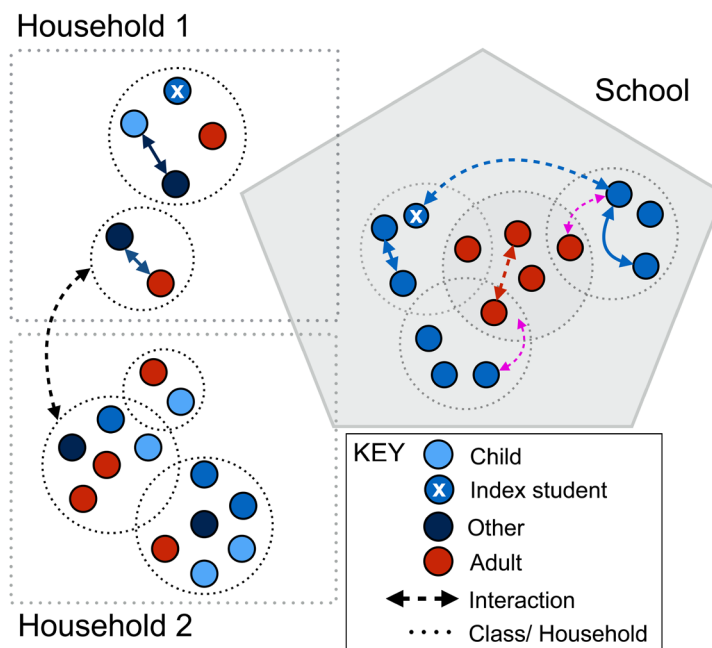 Household 1
School
x
x
Household 2
KEY
Child
x
Index student
Other
Adult
Interaction
Class/ Household